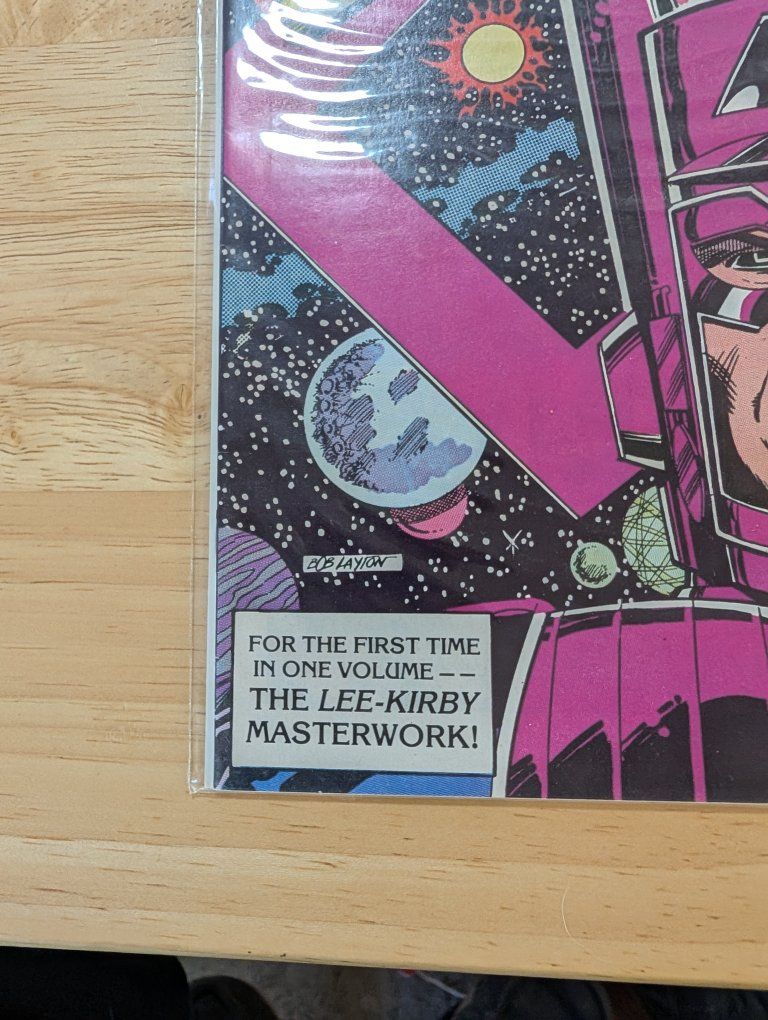 BOB LAYTON
FOR THE FIRST TIME
IN ONE VOLUME – –
THE LEE-KIRBY
MASTERWORK!